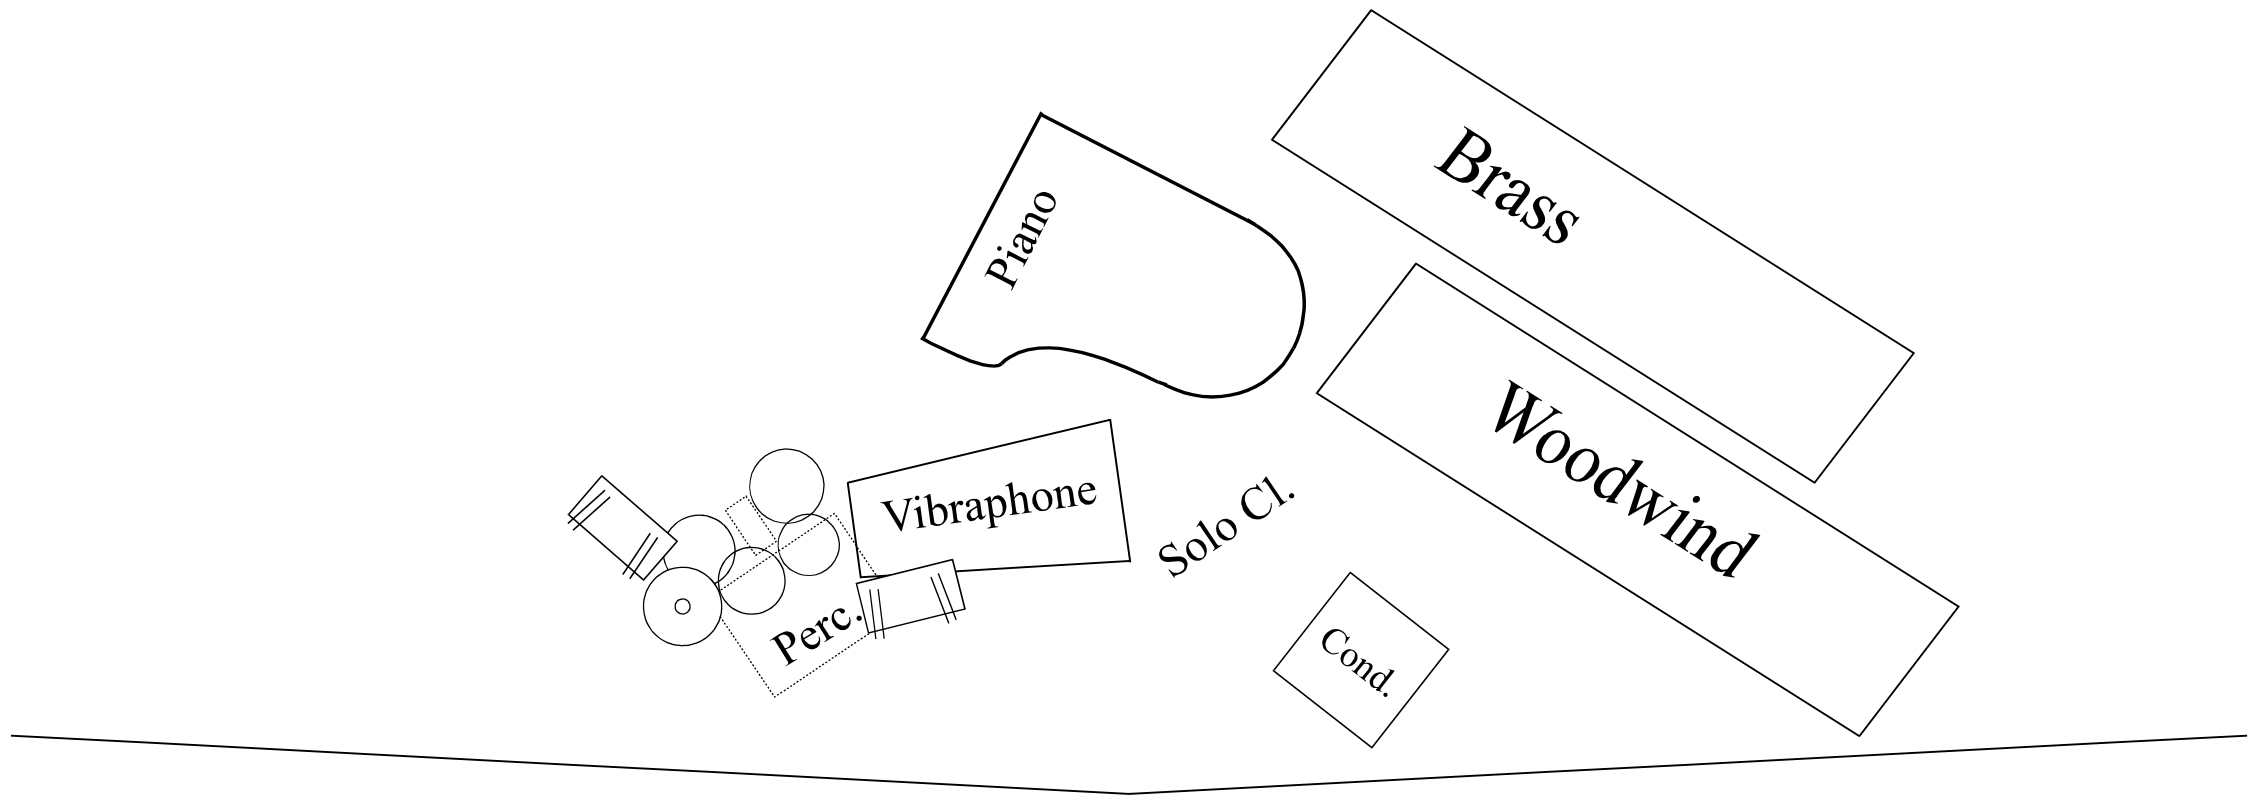 Brass
Piano
Woodwind
Vibraphone
Solo Cl.
Perc.
Cond.